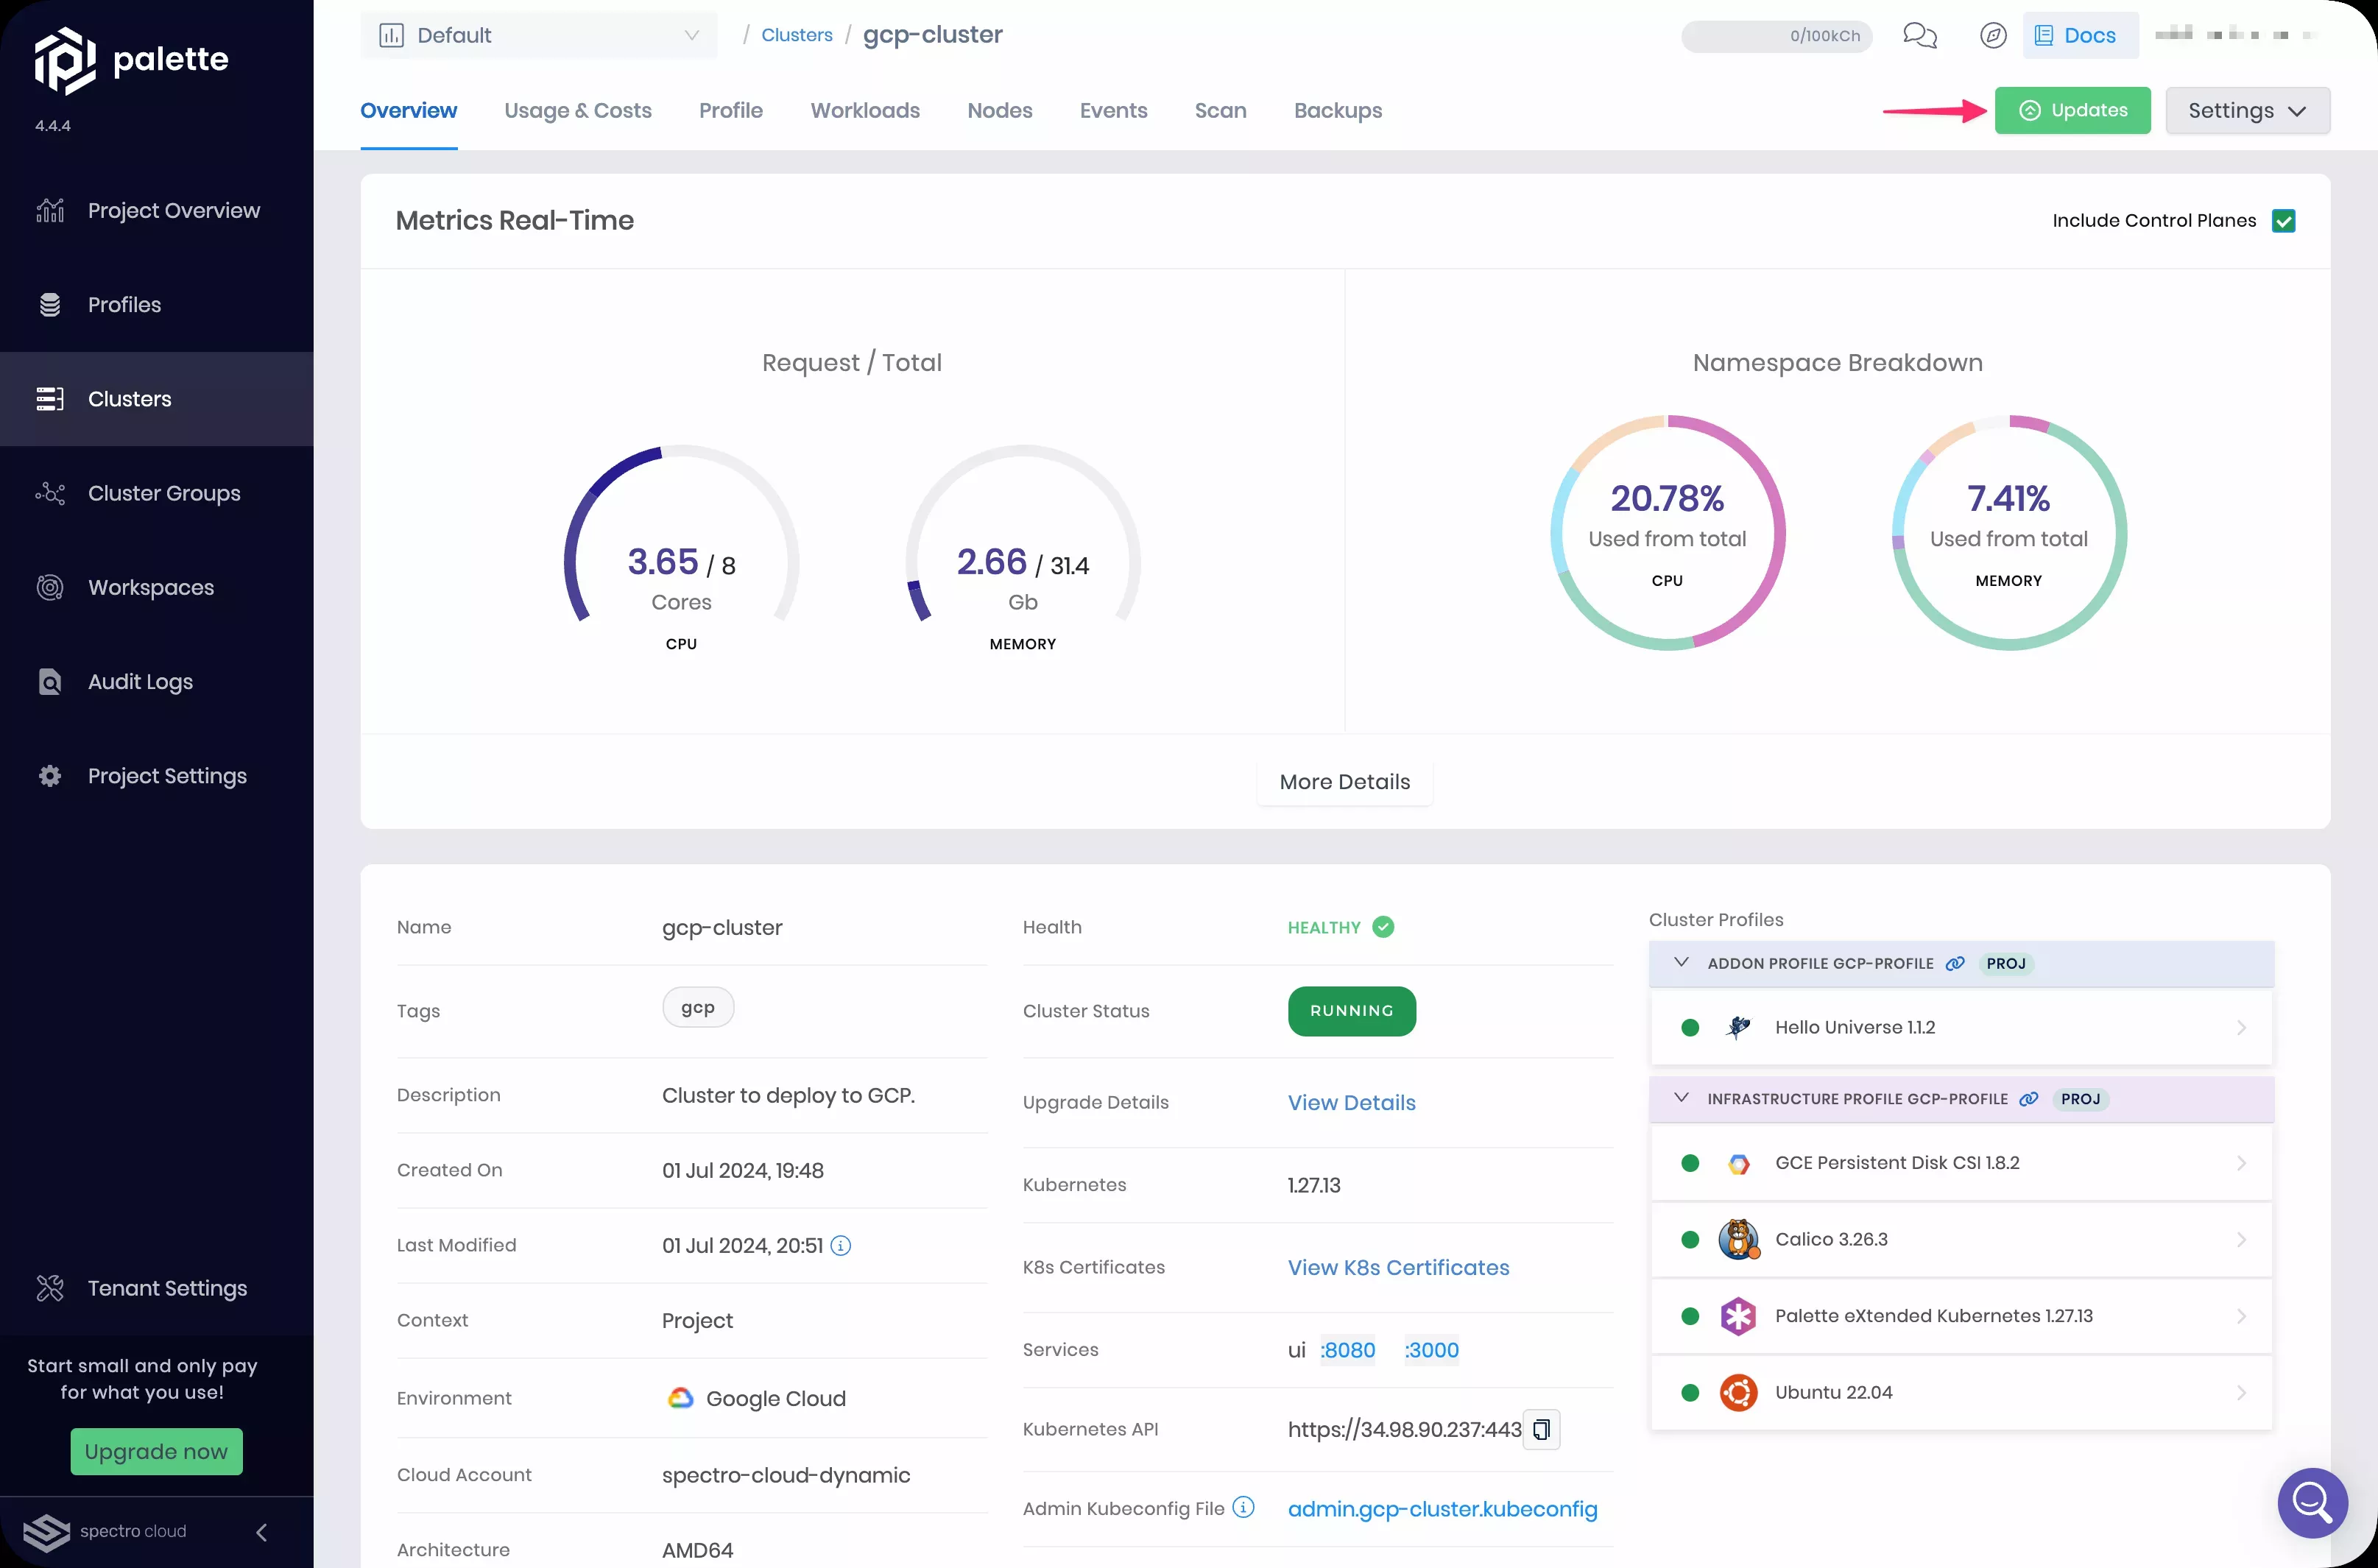 palette
4.4.4
Project Overview
Profiles
Clusters
Cluster Groups
Workspaces
Audit Logs
Project Settings
Tenant Settings
Start small and only pay
for what you use!
Upgrade now
spectro cloud
Default
/ Clusters / gcp-cluster
0/100kCh
Docs
Overview
Usage & Costs
Profile
Workloads
Nodes
Events
Scan
Backups
Updates
Settings
Metrics Real-Time
Include Control Planes
Request / Total
3.65 / 8
Cores
CPU
2.66 / 31.4
Gb
MEMORY
Namespace Breakdown
20.78%
Used from total
CPU
7.41%
Used from total
MEMORY
More Details
Name
gcp-cluster
Tags
gcp
Description
Cluster to deploy to GCP.
Created On
01 Jul 2024, 19:48
Last Modified
01 Jul 2024, 20:51
Context
Project
Environment
Google Cloud
Cloud Account
spectro-cloud-dynamic
Architecture
AMD64
Health
HEALTHY
Cluster Status
RUNNING
Upgrade Details
View Details
Kubernetes
1.27.13
K8s Certificates
View K8s Certificates
Services
ui :8080 :3000
Kubernetes API
https://34.98.90.237:443
Admin Kubeconfig File
admin.gcp-cluster.kubeconfig
Cluster Profiles
ADDON PROFILE GCP-PROFILE PROJ
Hello Universe 1.1.2
INFRASTRUCTURE PROFILE GCP-PROFILE PROJ
GCE Persistent Disk CSI 1.8.2
Calico 3.26.3
Palette eXtended Kubernetes 1.27.13
Ubuntu 22.04